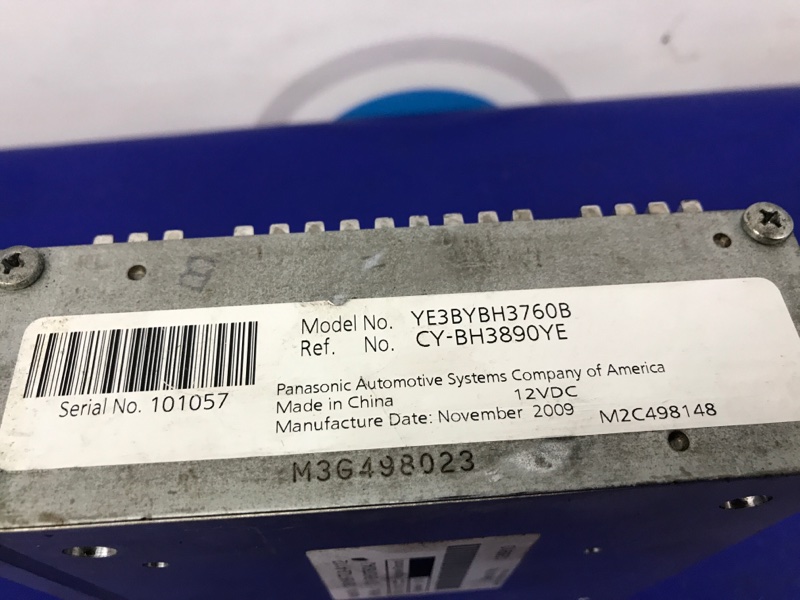 Model No. YE3BYBH3760B
Ref. No. CY-BH3890YE
Serial No. 101057
Panasonic Automotive Systems Company of America
Made in China 12VDC
Manufacture Date: November 2009 M2C498148
M3G498023